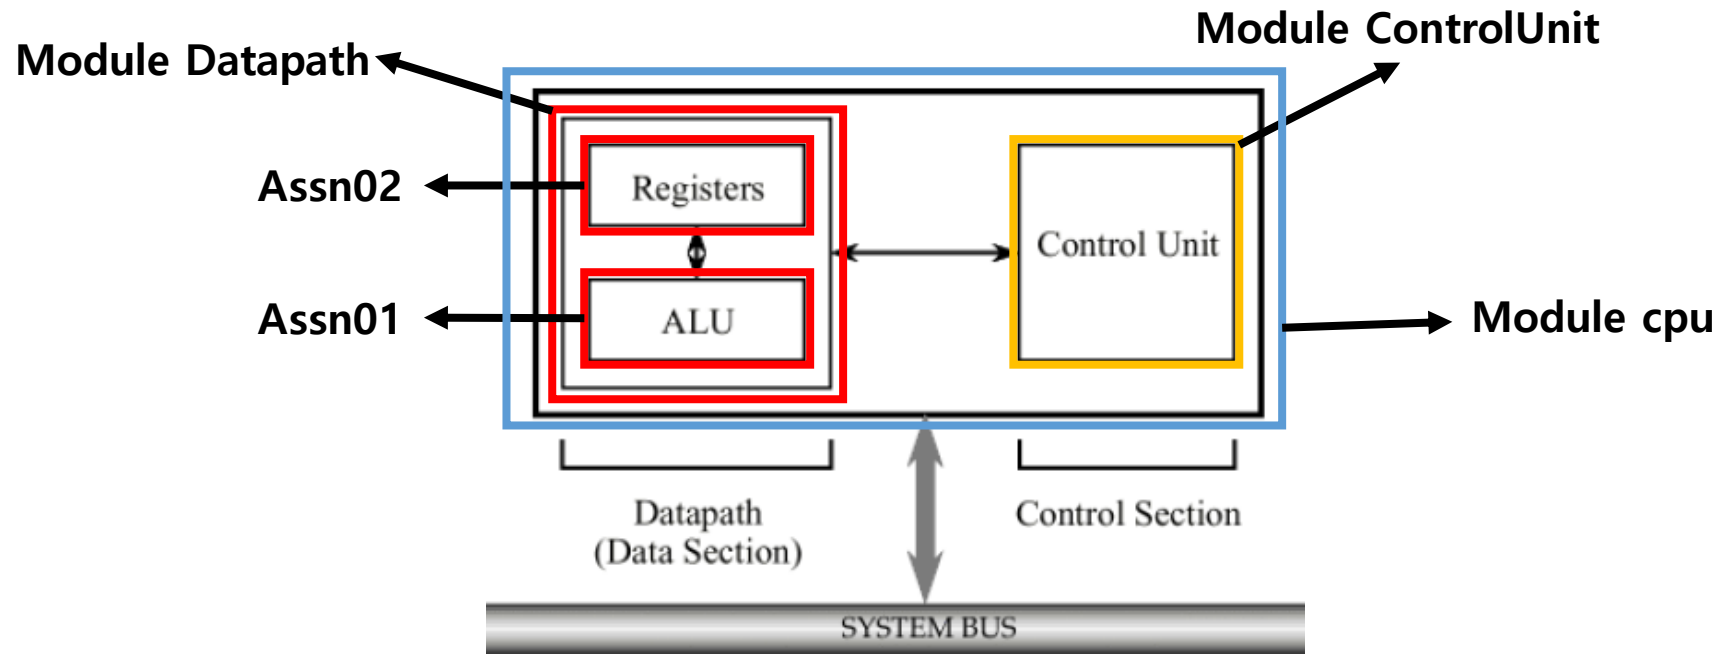 Module ControlUnit
Module Datapath
Assn02
Registers
Control Unit
Assn01
ALU
Module cpu
Datapath
(Data Section)
Control Section
SYSTEM BUS